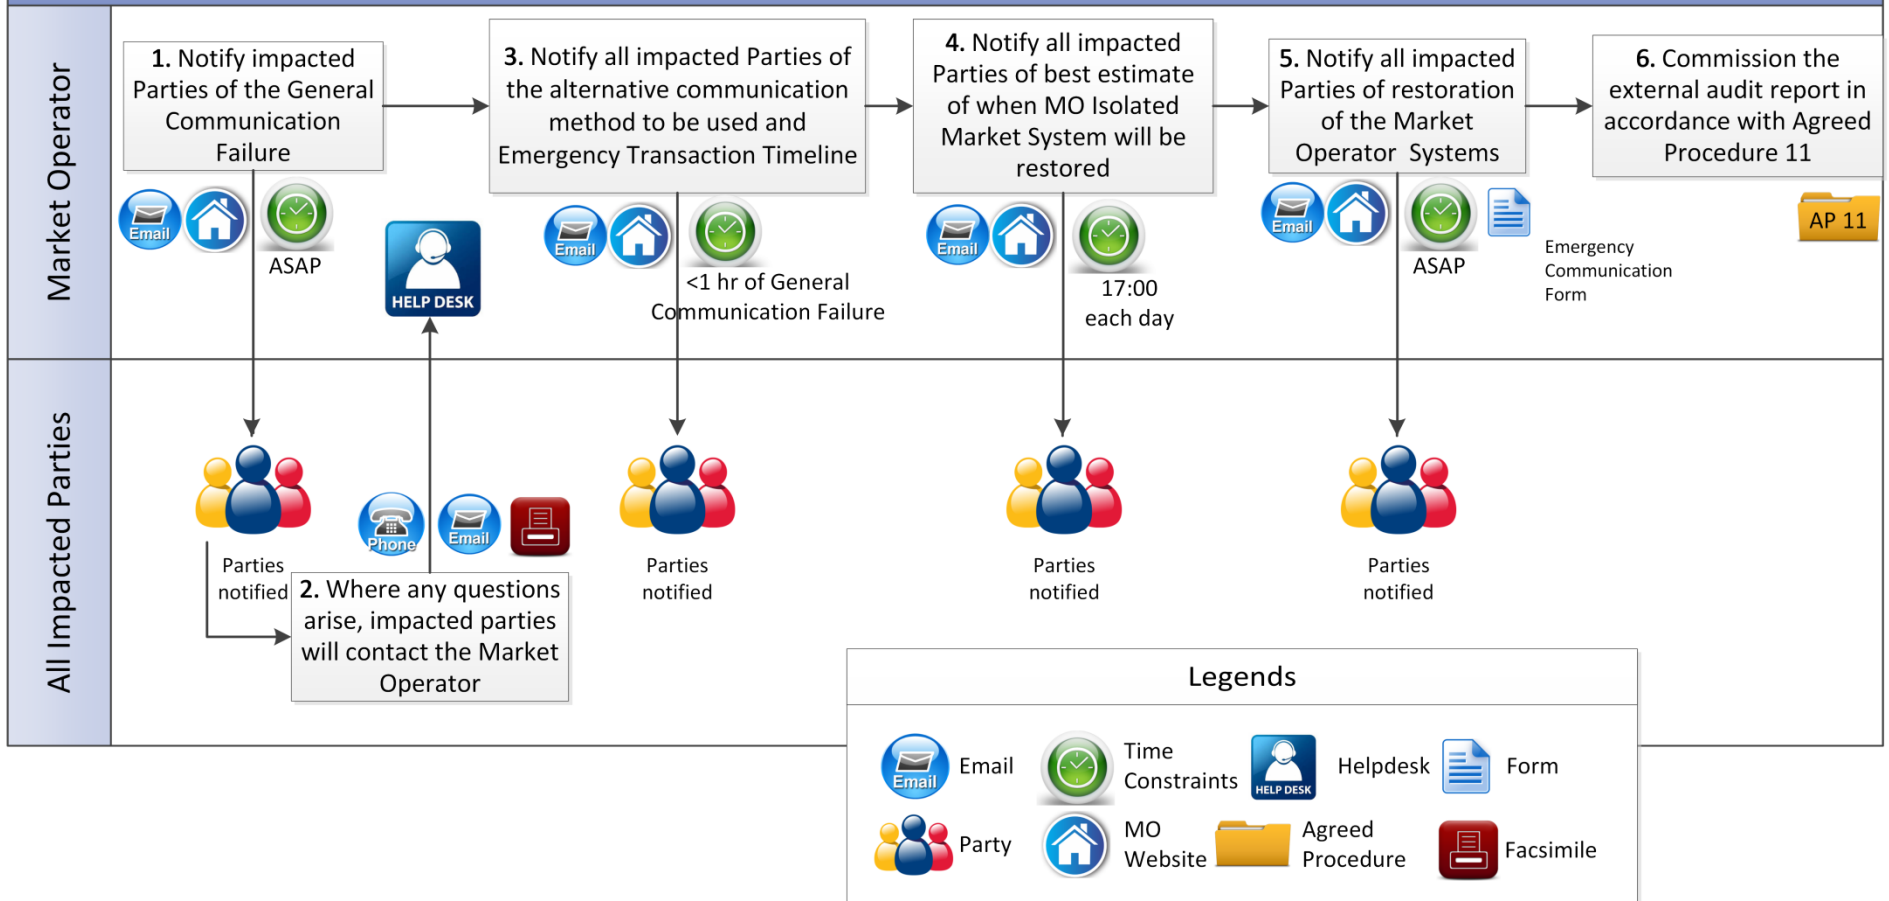 Market Operator
1. Notify impacted
Parties of the General
Communication
Failure
Email
ASAP
HELP DESK
3. Notify all impacted Parties of
the alternative communication
method to be used and
Emergency Transaction Timeline
Email
<1 hr of General
Communication Failure
4. Notify all impacted
Parties of best estimate
of when MO Isolated
Market System will be
restored
Email
17:00
each day
5. Notify all impacted
Parties of restoration
of the Market
Operator Systems
Email
ASAP
Emergency
Communication
Form
6. Commission the
external audit report in
accordance with Agreed
Procedure 11
AP 11
All Impacted Parties
Parties
notified
Phone
Email
2. Where any questions
arise, impacted parties
will contact the Market
Operator
Parties
notified
Parties
notified
Parties
notified
Legends
Email
Email
Time
Constraints
HELP DESK
Helpdesk
Form
Party
MO
Website
Agreed
Procedure
Facsimile